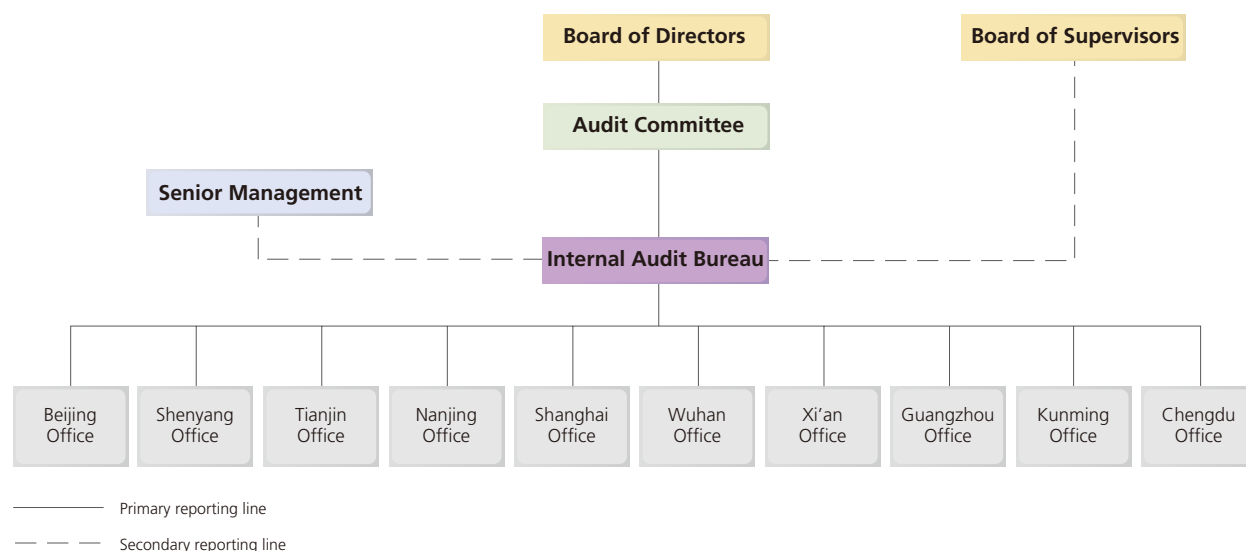 Board of Directors
Board of Supervisors
Audit Committee
Senior Management
Internal Audit Bureau
Beijing
Office
Shenyang
Office
Tianjin
Office
Nanjing
Office
Shanghai
Office
Wuhan
Office
Xi’an
Office
Guangzhou
Office
Kunming
Office
Chengdu
Office
Primary reporting line
Secondary reporting line